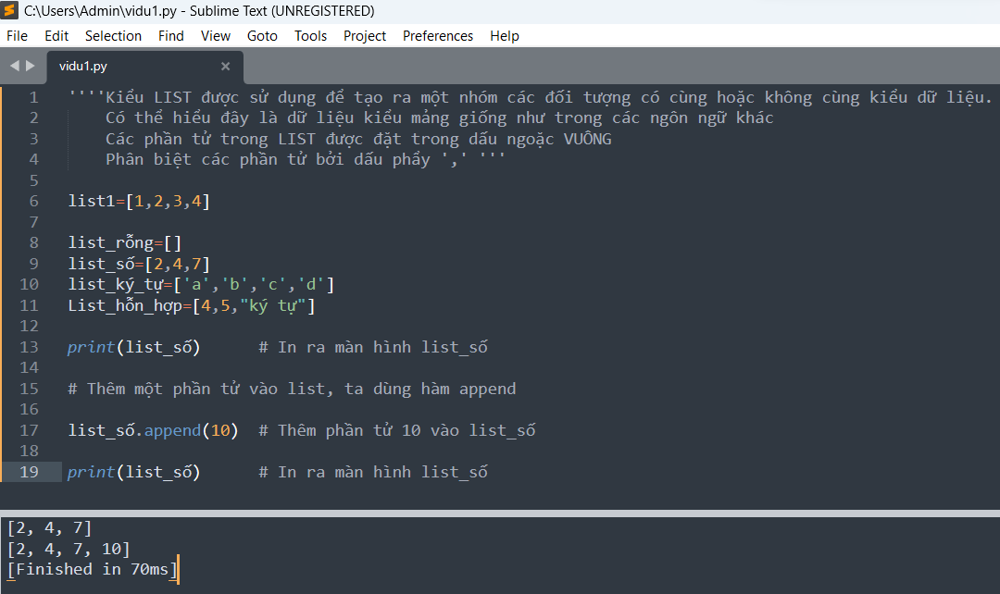 C:\Users\Admin\vidu1.py - Sublime Text (UNREGISTERED)
File Edit Selection Find View Goto Tools Project Preferences Help
vidu1.py
1 ''''Kiểu LIST được sử dụng để tạo ra một nhóm các đối tượng có cùng hoặc không cùng kiểu dữ liệu.
2 Có thể hiểu đây là dữ liệu kiểu mảng giống như trong các ngôn ngữ khác
3 Các phần tử trong LIST được đặt trong dấu ngoặc VUÔNG
4 Phân biệt các phần tử bởi dấu phẩy ',' '''
5
6 list1=[1,2,3,4]
7
8 list_rỗng=[]
9 list_số=[2,4,7]
10 list_ký_tự=['a','b','c','d']
11 List_hỗn_hợp=[4,5,"ký tự"]
12
13 print(list_số) # In ra màn hình list_số
14
15 # Thêm một phần tử vào list, ta dùng hàm append
16
17 list_số.append(10) # Thêm phần tử 10 vào list_số
18
19 print(list_số) # In ra màn hình list_số
[2, 4, 7]
[2, 4, 7, 10]
[Finished in 70ms]